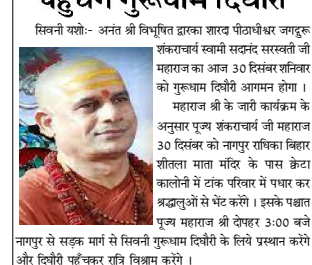 पहुंचेंगे गुरूधाम दिघौरी
सिवनी यशो:- अनंत श्री विभूषित द्वारका शारदा पीठाधीश्वर जगद्गुरू
शंकराचार्य स्वामी सदानंद सरस्वती जी
महाराज का आज 30 दिसंबर शनिवार
को गुरूधाम दिघौरी आगमन होगा ।
महाराज श्री के जारी कार्यक्रम के
अनुसार पूज्य शंकराचार्य जी महाराज
30 दिसंबर को नागपुर राधिका बिहार
शीतला माता मंदिर के पास क्रेटा
कालोनी में टांक परिवार में पधार कर
श्रद्धालुओं से भेंट करेंगे । इसके पश्चात
पूज्य महाराज श्री दोपहर 3:00 बजे
नागपुर से सड़क मार्ग से सिवनी गुरूधाम दिघौरी के लिये प्रस्थान करेंगे
और दिघौरी पहुँचकर रात्रि विश्राम करेंगे ।